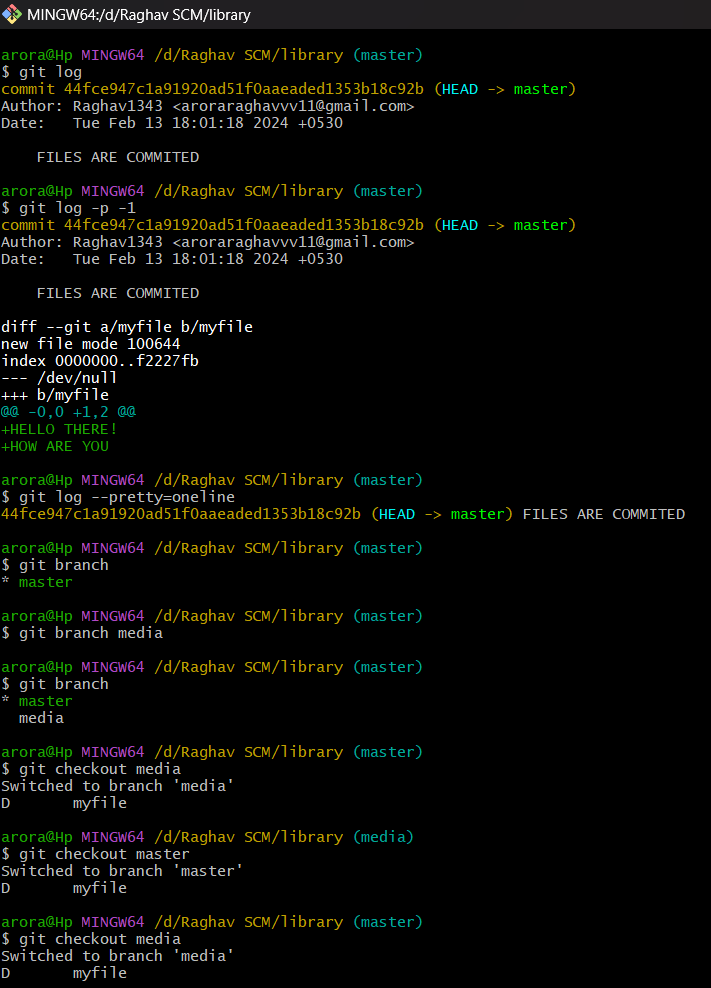 MINGW64:/d/Raghav SCM/library
arora@Hp MINGW64 /d/Raghav SCM/library (master)
$ git log
commit 44fce947c1a91920ad51f0aaeaded1353b18c92b (HEAD -> master)
Author: Raghav1343 <aroraraghavvv11@gmail.com>
Date:   Tue Feb 13 18:01:18 2024 +0530
    FILES ARE COMMITED
arora@Hp MINGW64 /d/Raghav SCM/library (master)
$ git log -p -1
commit 44fce947c1a91920ad51f0aaeaded1353b18c92b (HEAD -> master)
Author: Raghav1343 <aroraraghavvv11@gmail.com>
Date:   Tue Feb 13 18:01:18 2024 +0530
    FILES ARE COMMITED
diff --git a/myfile b/myfile
new file mode 100644
index 0000000..f2227fb
--- /dev/null
+++ b/myfile
@@ -0,0 +1,2 @@
+HELLO THERE!
+HOW ARE YOU
arora@Hp MINGW64 /d/Raghav SCM/library (master)
$ git log --pretty=oneline
44fce947c1a91920ad51f0aaeaded1353b18c92b (HEAD -> master) FILES ARE COMMITED
arora@Hp MINGW64 /d/Raghav SCM/library (master)
$ git branch
* master
arora@Hp MINGW64 /d/Raghav SCM/library (master)
$ git branch media
arora@Hp MINGW64 /d/Raghav SCM/library (master)
$ git branch
* master
  media
arora@Hp MINGW64 /d/Raghav SCM/library (master)
$ git checkout media
Switched to branch 'media'
D       myfile
arora@Hp MINGW64 /d/Raghav SCM/library (media)
$ git checkout master
Switched to branch 'master'
D       myfile
arora@Hp MINGW64 /d/Raghav SCM/library (master)
$ git checkout media
Switched to branch 'media'
D       myfile